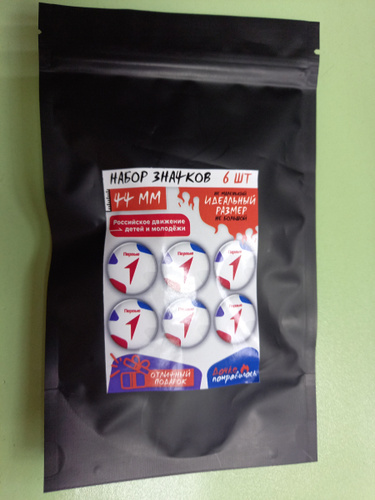 НАБОР ЗНАЧКОВ 6 ШТ
44 ММ
НЕ МАЛЕНЬКИЙ,
ИДЕАЛЬНЫЙ
РАЗМЕР
НЕ БОЛЬШОЙ
Российское движение
детей и молодёжи
Первые
Первые
Первые
Первые
Первые
Первые
ОТЛИЧНЫЙ
ПОДАРОК
понравилось